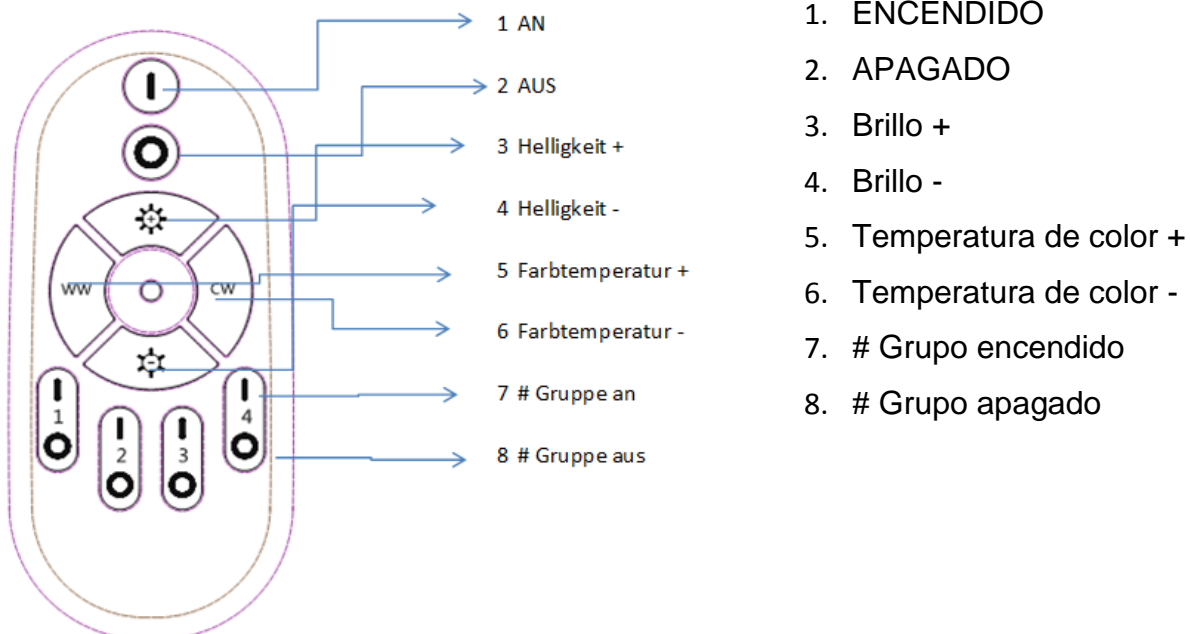 1 AN
2 AUS
3 Helligkeit +
4 Helligkeit -
5 Farbtemperatur +
6 Farbtemperatur -
7 # Gruppe an
8 # Gruppe aus
WW
CW
1
2
3
4
1. ENCENDIDO
2. APAGADO
3. Brillo +
4. Brillo -
5. Temperatura de color +
6. Temperatura de color -
7. # Grupo encendido
8. # Grupo apagado